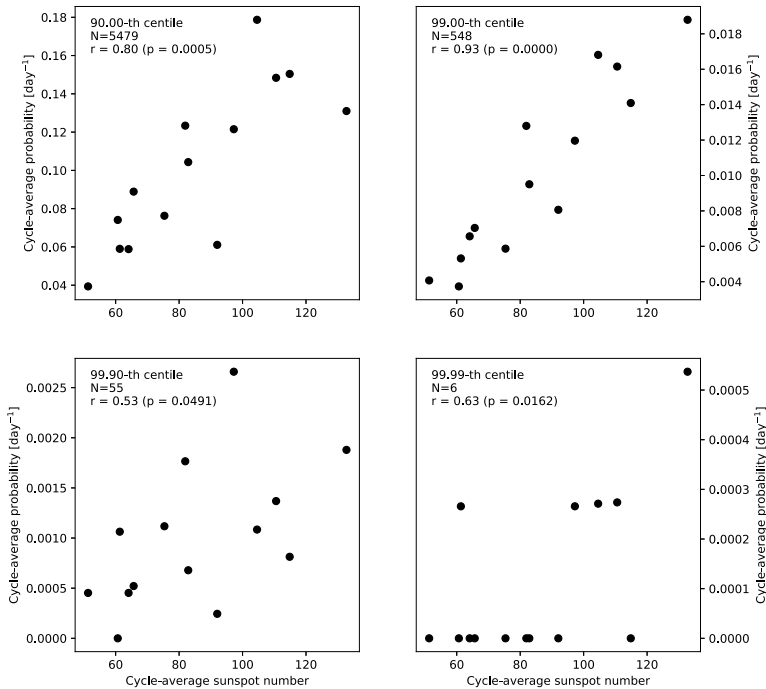 90.00-th centile
N=5479
r = 0.80 (p = 0.0005)
Cycle-average probability [day⁻¹]
0.18
0.16
0.14
0.12
0.10
0.08
0.06
0.04
60 80 100 120
99.00-th centile
N=548
r = 0.93 (p = 0.0000)
Cycle-average probability [day⁻¹]
0.018
0.016
0.014
0.012
0.010
0.008
0.006
0.004
60 80 100 120
99.90-th centile
N=55
r = 0.53 (p = 0.0491)
Cycle-average probability [day⁻¹]
0.0025
0.0020
0.0015
0.0010
0.0005
0.0000
60 80 100 120
Cycle-average sunspot number
99.99-th centile
N=6
r = 0.63 (p = 0.0162)
Cycle-average probability [day⁻¹]
0.0005
0.0004
0.0003
0.0002
0.0001
0.0000
60 80 100 120
Cycle-average sunspot number